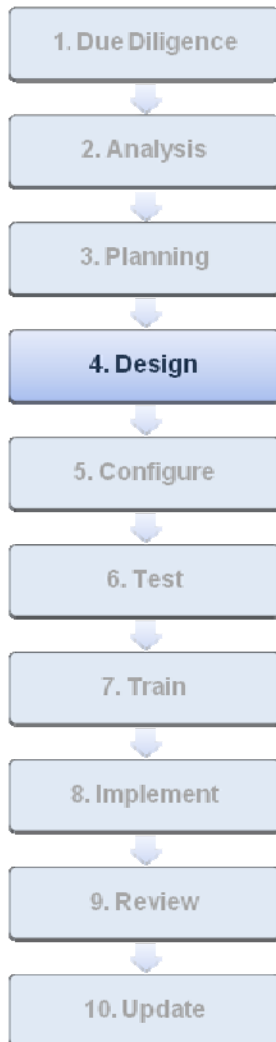 1. Due Diligence
2. Analysis
3. Planning
4. Design
5. Configure
6. Test
7. Train
8. Implement
9. Review
10. Update